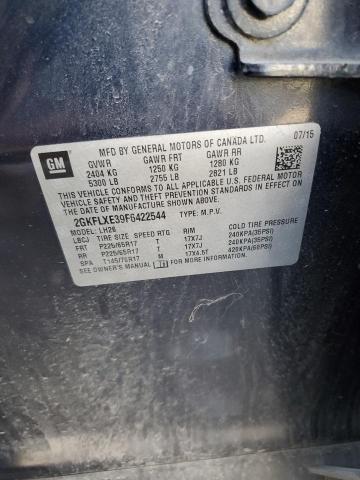 GM
MFD BY GENERAL MOTORS OF CANADA LTD. 07/15
GVWR GAWR FRT GAWR RR
2404 KG 1250 KG 1280 KG
5300 LB 2755 LB 2821 LB
THIS VEHICLE CONFORMS TO ALL APPLICABLE U.S. FEDERAL MOTOR
VEHICLE SAFETY, BUMPER, AND THEFT PREVENTION STANDARDS IN EFFECT
ON THE DATE OF MANUFACTURE SHOWN ABOVE.
2GKFLXE39F6422544 TYPE: M.P.V.
MODEL: LH26
LBCJ TIRE SIZE SPEED RTG RIM COLD TIRE PRESSURE
FRT P225/65R17 T 17X7J 240KPA(35PSI)
RR P225/65R17 T 17X7J 240KPA(35PSI)
SPA T145/70R17 M 17X4.5T 420KPA(60PSI)
SEE OWNER'S MANUAL FOR ADDITIONAL INFORMATION.